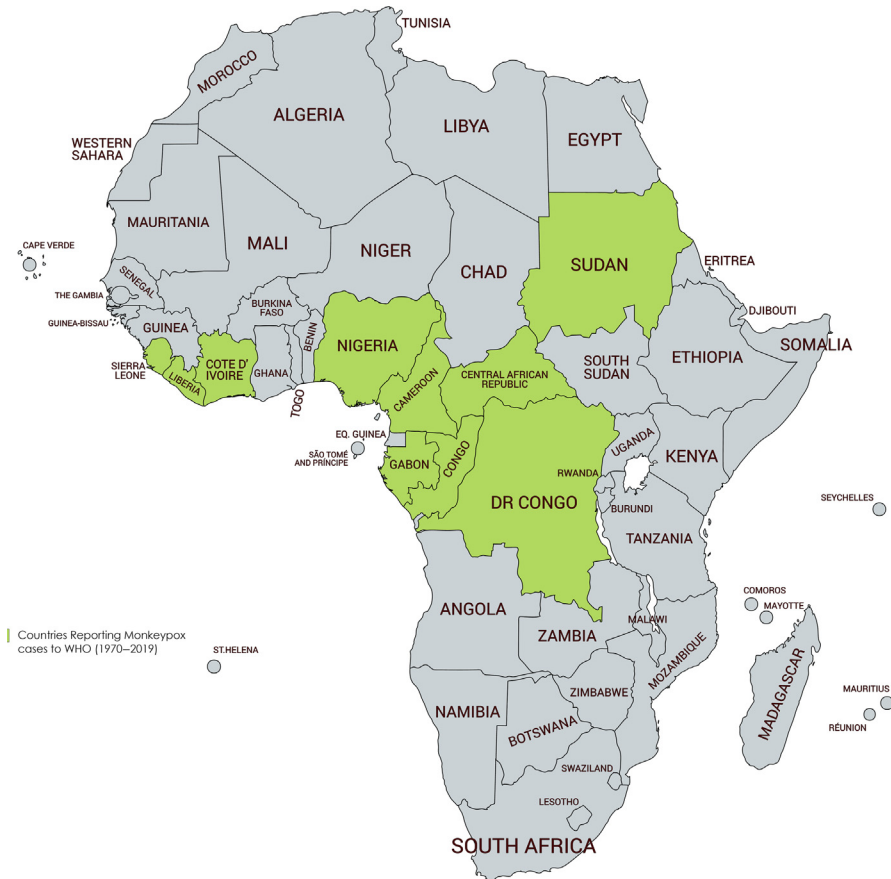 TUNISIA
MOROCCO
ALGERIA
LIBYA
EGYPT
WESTERN
SAHARA
MAURITANIA
MALI
NIGER
CHAD
SUDAN
ERITREA
CAPE VERDE
SENEGAL
THE GAMBIA
GUINEA-BISSAU
GUINEA
BURKINA
FASO
BENIN
NIGERIA
DJIBOUTI
SOMALIA
ETHIOPIA
SOUTH
SUDAN
SIERRA
LEONE
LIBERIA
COTE D'
IVOIRE
GHANA
TOGO
CAMEROON
CENTRAL AFRICAN
REPUBLIC
EQ. GUINEA
SÃO TOMÉ
AND PRÍNCIPE
GABON
CONGO
DR CONGO
UGANDA
KENYA
RWANDA
BURUNDI
TANZANIA
SEYCHELLES
ANGOLA
ZAMBIA
MALAWI
MOZAMBIQUE
COMOROS
MAYOTTE
Countries Reporting Monkeypox
cases to WHO (1970–2019)
ST.HELENA
NAMIBIA
BOTSWANA
ZIMBABWE
MADAGASCAR
MAURITIUS
RÉUNION
SWAZILAND
LESOTHO
SOUTH AFRICA